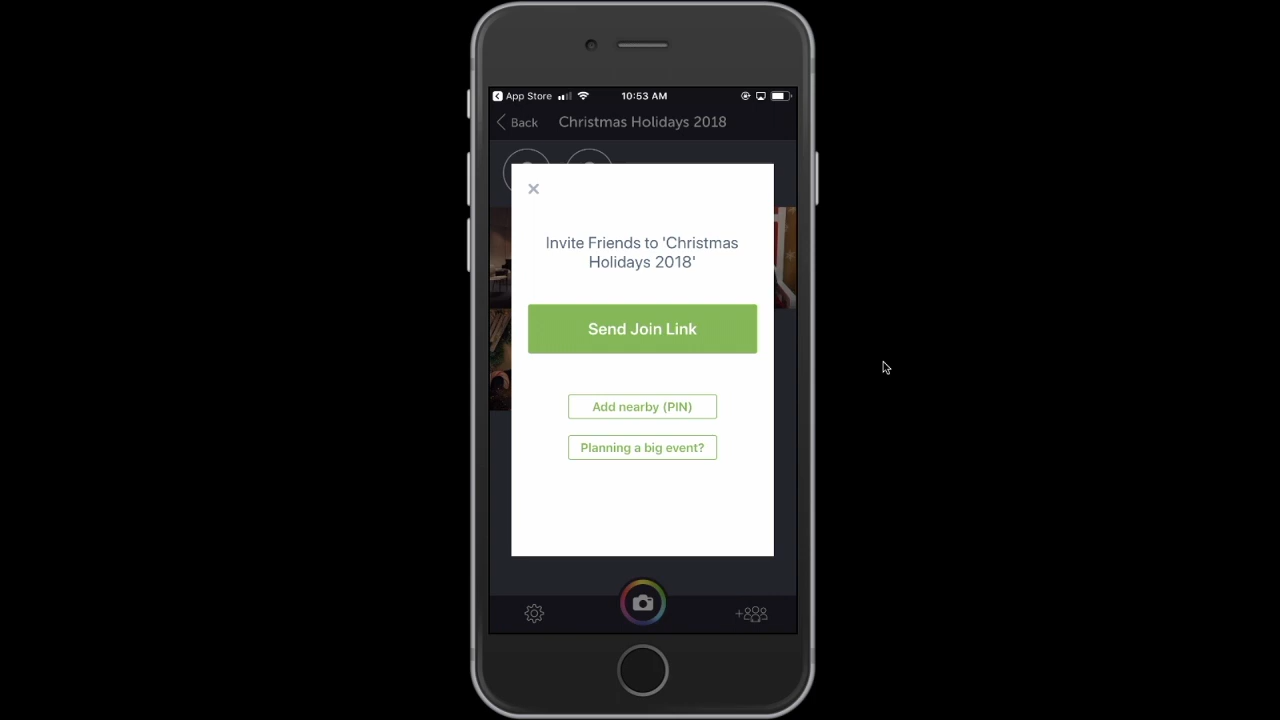 App Store
10:53 AM
Back
Christmas Holidays 2018
Invite Friends to 'Christmas
Holidays 2018'
Send Join Link
Add nearby (PIN)
Planning a big event?